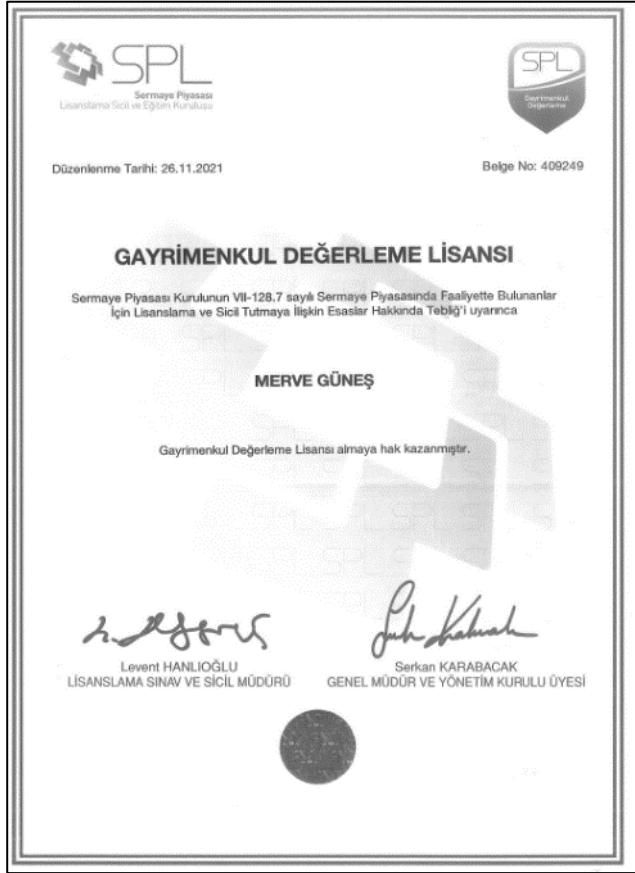 SPL
Sermaye Piyasası
Lisanslama Sicil ve Eğitim Kuruluşu
SPL
Gayrimenkul
Değerleme
Düzenlenme Tarihi: 26.11.2021
Belge No: 409249
GAYRİMENKUL DEĞERLEME LİSANSI
Sermaye Piyasası Kurulunun VII-128.7 sayılı Sermaye Piyasasında Faaliyette Bulunanlar
İçin Lisanslama ve Sicil Tutmaya İlişkin Esaslar Hakkında Tebliğ'i uyarınca
MERVE GÜNEŞ
Gayrimenkul Değerleme Lisansı almaya hak kazanmıştır.
Levent HANLIOĞLU
LİSANSLAMA SINAV VE SİCİL MÜDÜRÜ
Serkan KARABACAK
GENEL MÜDÜR VE YÖNETİM KURULU ÜYESİ